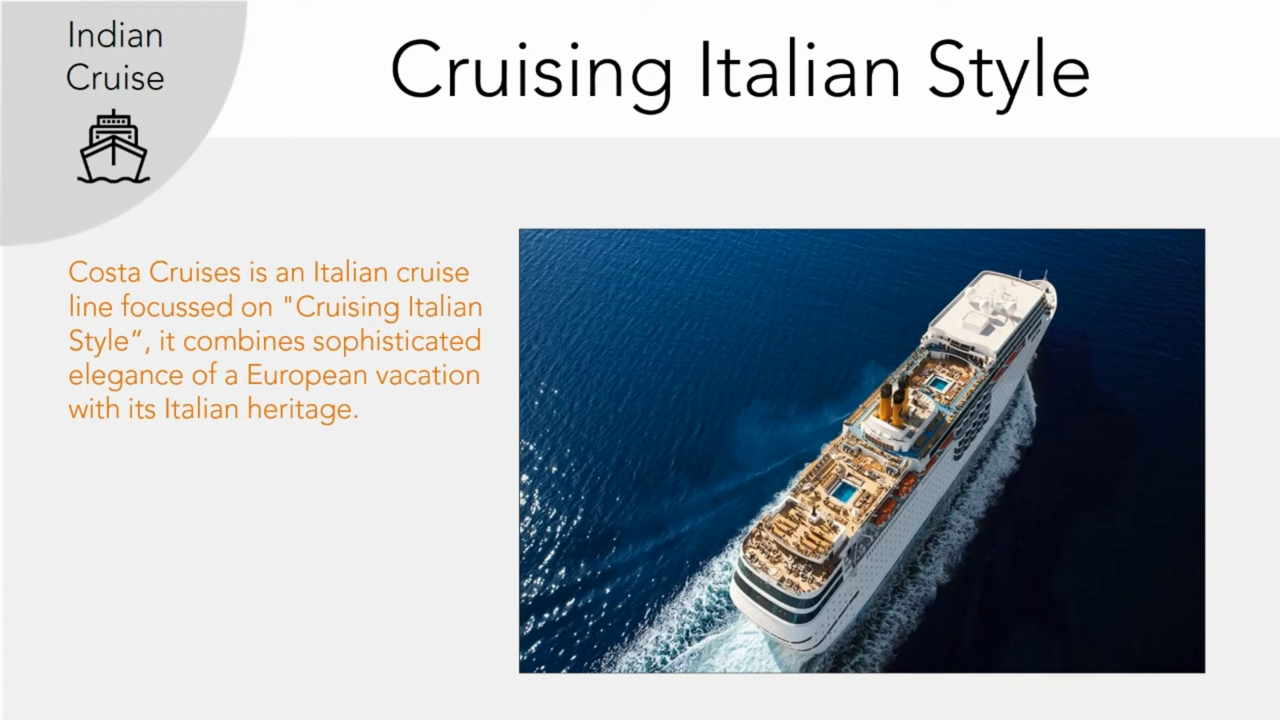 Indian
Cruise
Cruising Italian Style
Costa Cruises is an Italian cruise
line focussed on "Cruising Italian
Style”, it combines sophisticated
elegance of a European vacation
with its Italian heritage.